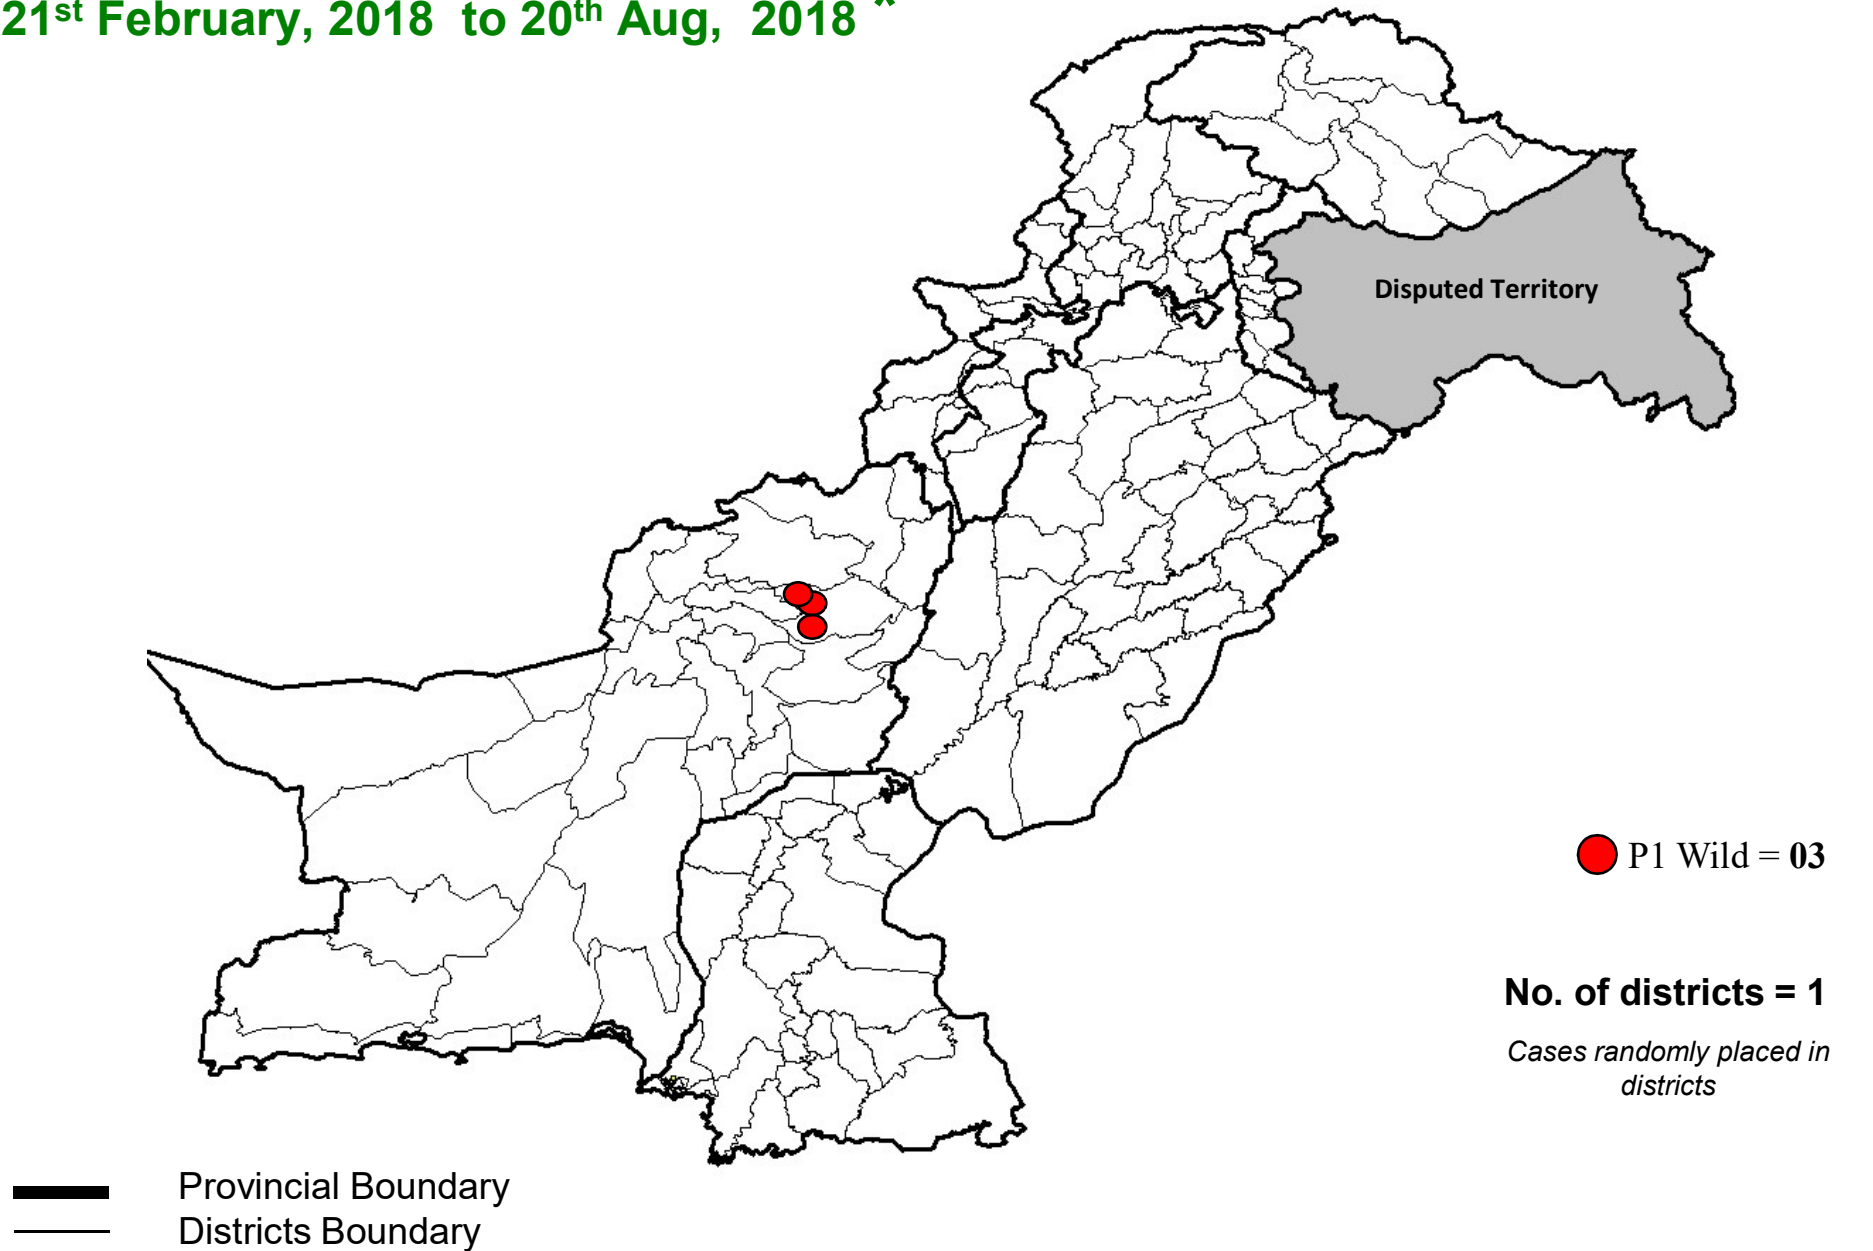 21st February, 2018 to 20th Aug, 2018 *
Disputed Territory
P1 Wild = 03
No. of districts = 1
Cases randomly placed in
districts
Provincial Boundary
Districts Boundary